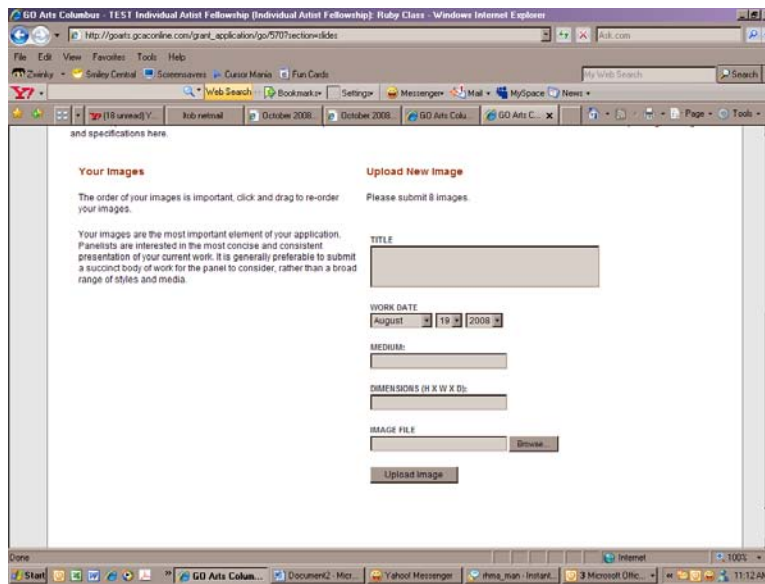 GO Arts Columbus - TEST Individual Artist Fellowship (Individual Artist Fellowship): Ruby Class - Windows Internet Explorer
http://goarts.gcaconline.com/grant_application/go/570?section=slides
Ask.com
File Edit View Favorites Tools Help
Zwinky Smiley Central Screensavers Cursor Mania Fun Cards
My Web Search Search
Web Search Bookmarks Settings Messenger Mail MySpace News
(18 unread) Y... October 2008... October 2008... GO Arts Colu... GO Arts C... Page Tools
and specifications here.
Your Images
The order of your images is important, click and drag to re-order
your images.
Your images are the most important element of your application.
Panelists are interested in the most concise and consistent
presentation of your current work. It is generally preferable to submit
a succinct body of work for the panel to consider, rather than a broad
range of styles and media.
Upload New Image
Please submit 8 images.
TITLE
WORK DATE
August 19 2008
MEDIUM:
DIMENSIONS (H X W X D):
IMAGE FILE
Browse...
Upload Image
Done Internet 100%
Start GO Arts Colum... Document2 - Micr... Yahoo! Messenger rhmo_man - Instant... 3 Microsoft Offic... 11:12 AM